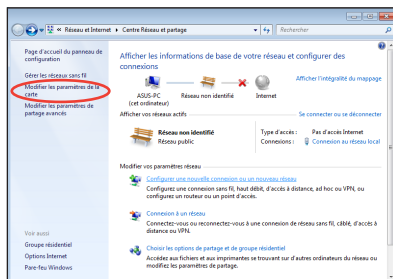 « Réseau et Internet ▸ Centre Réseau et partage
Rechercher
Page d'accueil du panneau de
configuration
Gérer les réseaux sans fil
Modifier les paramètres de la
carte
Modifier les paramètres de
partage avancés
Voir aussi
Groupe résidentiel
Options Internet
Pare-feu Windows
Afficher les informations de base de votre réseau et configurer des
connexions
Afficher l'intégralité du mappage
ASUS-PC
(cet ordinateur)
Réseau non identifié
Internet
Afficher vos réseaux actifs
Se connecter ou se déconnecter
Réseau non identifié
Réseau public
Type d'accès : Pas d'accès Internet
Connexions : Connexion au réseau local
Modifier vos paramètres réseau
Configurer une nouvelle connexion ou un nouveau réseau
Configurez une connexion sans fil, haut débit, d'accès à distance, ad hoc ou VPN, ou
configurez un routeur ou un point d'accès.
Connexion à un réseau
Connectez-vous ou reconnectez-vous à une connexion de réseau sans fil, câblé, d'accès à
distance ou VPN.
Choisir les options de partage et de groupe résidentiel
Accédez aux fichiers et aux imprimantes se trouvant sur d'autres ordinateurs du réseau ou
modifiez les paramètres de partage.